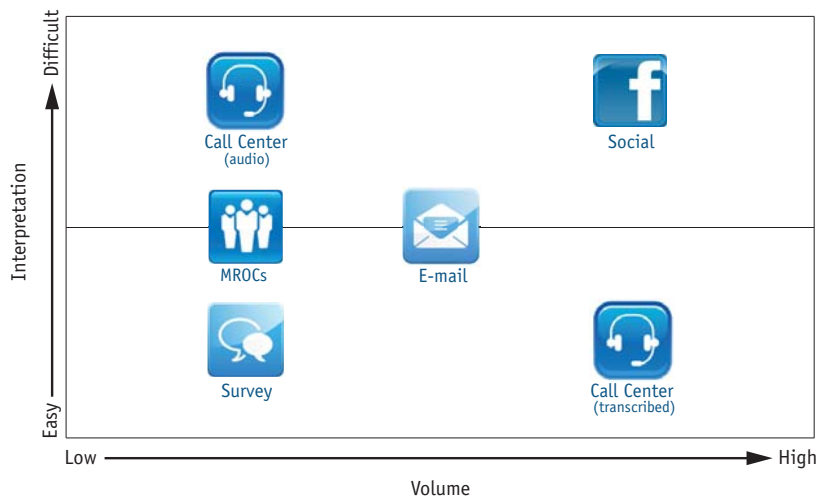 Difficult
Interpretation
Easy
f
Call Center
(audio)
Social
MROCs
E-mail
Survey
Call Center
(transcribed)
Low
High
Volume